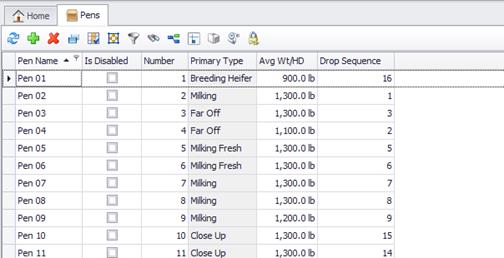 Home Pens
Pen Name Is Disabled Number Primary Type Avg Wt/HD Drop Sequence
Pen 01 1 Breeding Heifer 900.0 lb 16
Pen 02 2 Milking 1,300.0 lb 1
Pen 03 3 Far Off 1,300.0 lb 3
Pen 04 4 Far Off 1,100.0 lb 2
Pen 05 5 Milking Fresh 1,300.0 lb 5
Pen 06 6 Milking Fresh 1,300.0 lb 6
Pen 07 7 Milking 1,300.0 lb 7
Pen 08 8 Milking 1,300.0 lb 8
Pen 09 9 Milking 1,200.0 lb 9
Pen 10 10 Close Up 1,300.0 lb 15
Pen 11 11 Close Up 1,300.0 lb 14